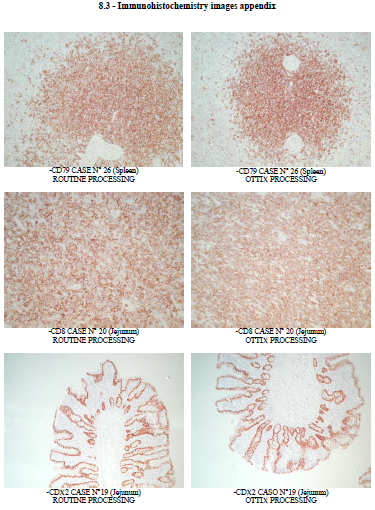 8.3 - Immunohistochemistry images appendix
-CD79 CASE N° 26 (Spleen)
ROUTINE PROCESSING
-CD79 CASE N° 26 (Spleen)
OTTIX PROCESSING
-CD8 CASE N° 20 (Jejunum)
ROUTINE PROCESSING
-CD8 CASE N° 20 (Jejunum)
OTTIX PROCESSING
-CDX2 CASE N°19 (Jejunum)
ROUTINE PROCESSING
-CDX2 CASO N°19 (Jejunum)
OTTIX PROCESSING